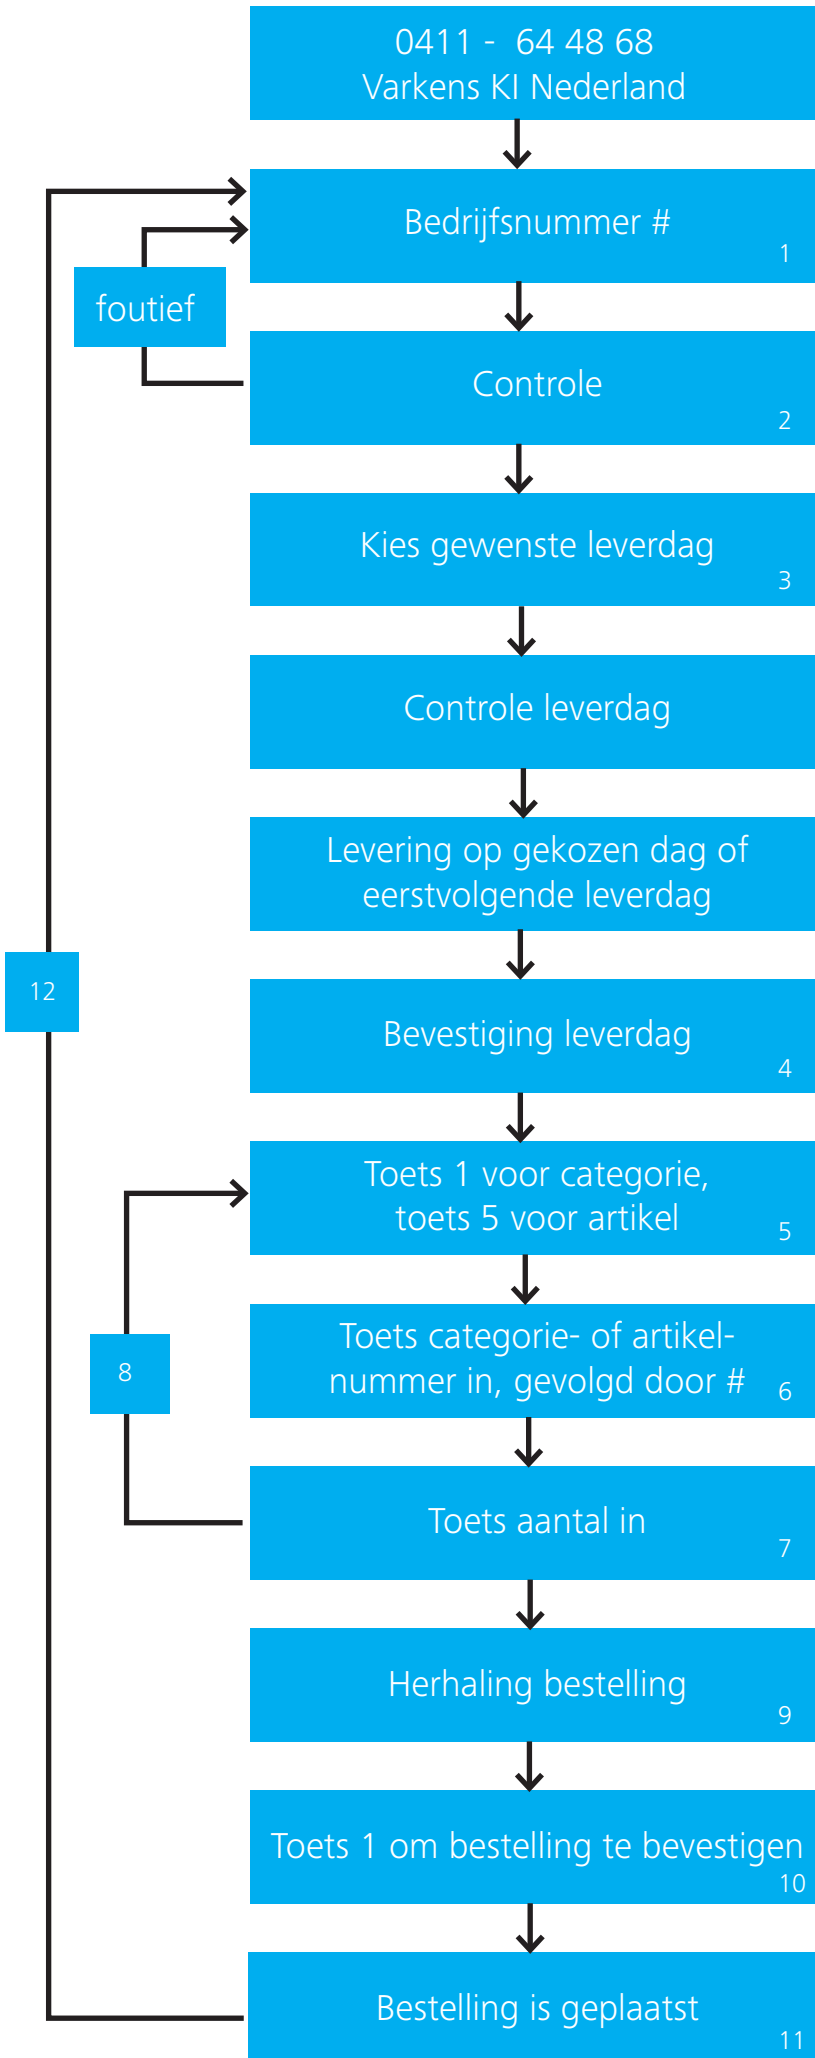 0411 - 64 48 68
Varkens KI Nederland
Bedrijfsnummer #
1
foutief
Controle
2
Kies gewenste leverdag
3
Controle leverdag
Levering op gekozen dag of
eerstvolgende leverdag
12
Bevestiging leverdag
4
Toets 1 voor categorie,
toets 5 voor artikel
5
8
Toets categorie- of artikel-
nummer in, gevolgd door #
6
Toets aantal in
7
Herhaling bestelling
9
Toets 1 om bestelling te bevestigen
10
Bestelling is geplaatst
11